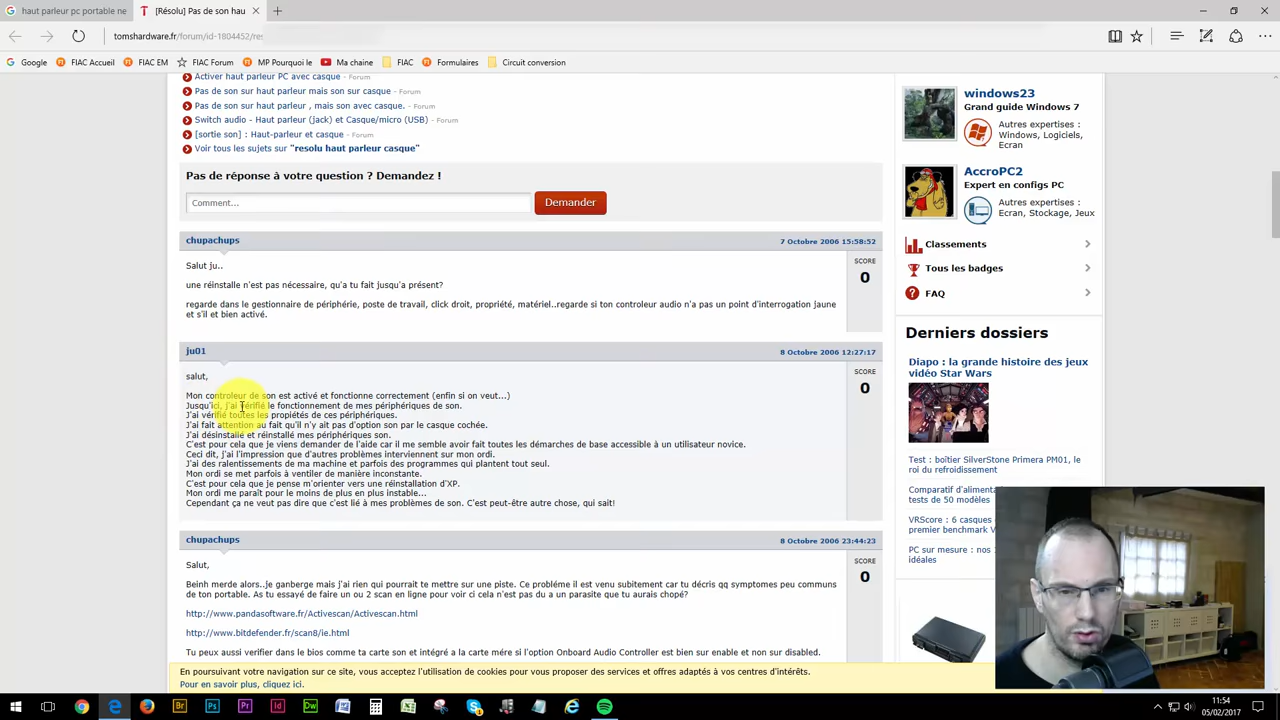 haut parleur pc portable ne
[Résolu] Pas de son hau
tomshardware.fr/forum/id-1804452/res
Google
FIAC Accueil
FIAC EM
FIAC Forum
MP Pourquoi le
Ma chaine
FIAC
Formulaires
Circuit conversion
Activer haut parleur PC avec casque - Forum
Pas de son sur haut parleur mais son sur casque - Forum
Pas de son sur haut parleur , mais son avec casque. - Forum
Switch audio - Haut parleur (jack) et Casque/micro (USB) - Forum
[sortie son] : Haut-parleur et casque - Forum
Voir tous les sujets sur "resolu haut parleur casque"
Pas de réponse à votre question ? Demandez !
Comment...
Demander
chupachups
7 Octobre 2006 15:58:52
Salut ju..
une réinstalle n'est pas nécessaire, qu'a tu fait jusqu'a présent?
regarde dans le gestionnaire de périphérie, poste de travail, click droit, propriété, matériel..regarde si ton controleur audio n'a pas un point d'interrogation jaune
et s'il et bien activé.
SCORE
0
ju01
8 Octobre 2006 12:27:17
salut,
Mon controleur de son est activé et fonctionne correctement (enfin si on veut...)
Jusqu'ici, j'ai vérifié le fonctionnement de mes périphériques de son.
J'ai vérifié toutes les propiétés de ces périphériques.
J'ai fait attention au fait qu'il n'y ait pas d'option son par le casque cochée.
J'ai désinstallé et réinstallé mes périphériques son.
C'est pour cela que je viens demander de l'aide car il me semble avoir fait toutes les démarches de base accessible à un utilisateur novice.
Ceci dit, j'ai l'impression que d'autres problèmes interviennent sur mon ordi.
J'ai des ralentissements de ma machine et parfois des programmes qui plantent tout seul.
Mon ordi se met parfois à ventiler de manière inconstante.
C'est pour cela que je pense m'orienter vers une réinstallation d'XP.
Mon ordi me paraît pour le moins de plus en plus instable...
Cependant ça ne veut pas dire que c'est lié à mes problèmes de son. C'est peut-être autre chose, qui sait!
SCORE
0
chupachups
8 Octobre 2006 23:44:23
Salut,
Beinh merde alors..je ganberge mais j'ai rien qui pourrait te mettre sur une piste. Ce probléme il est venu subitement car tu décris qq symptomes peu communs
de ton portable. As tu essayé de faire un ou 2 scan en ligne pour voir ci cela n'est pas du a un parasite que tu aurais chopé?
http://www.pandasoftware.fr/Activescan/Activescan.html
http://www.bitdefender.fr/scan8/ie.html
Tu peux aussi verifier dans le bios comme ta carte son et intégré a la carte mére si l'option Onboard Audio Controller est bien sur enable et non sur disabled.
SCORE
0
windows23
Grand guide Windows 7
Autres expertises :
Windows, Logiciels,
Ecran
AccroPC2
Expert en configs PC
Autres expertises :
Ecran, Stockage, Jeux
Classements
Tous les badges
FAQ
Derniers dossiers
Diapo : la grande histoire des jeux
vidéo Star Wars
Test : boîtier SilverStone Primera PM01, le
roi du refroidissement
Comparatif d'alimenta
tests de 50 modèles
VRScore : 6 casques
premier benchmark V
PC sur mesure : nos
idéales
En poursuivant votre navigation sur ce site, vous acceptez l'utilisation de cookies pour vous proposer des services et offres adaptés à vos centres d'intérêts.
Pour en savoir plus, cliquez ici.
11:54
05/02/2017